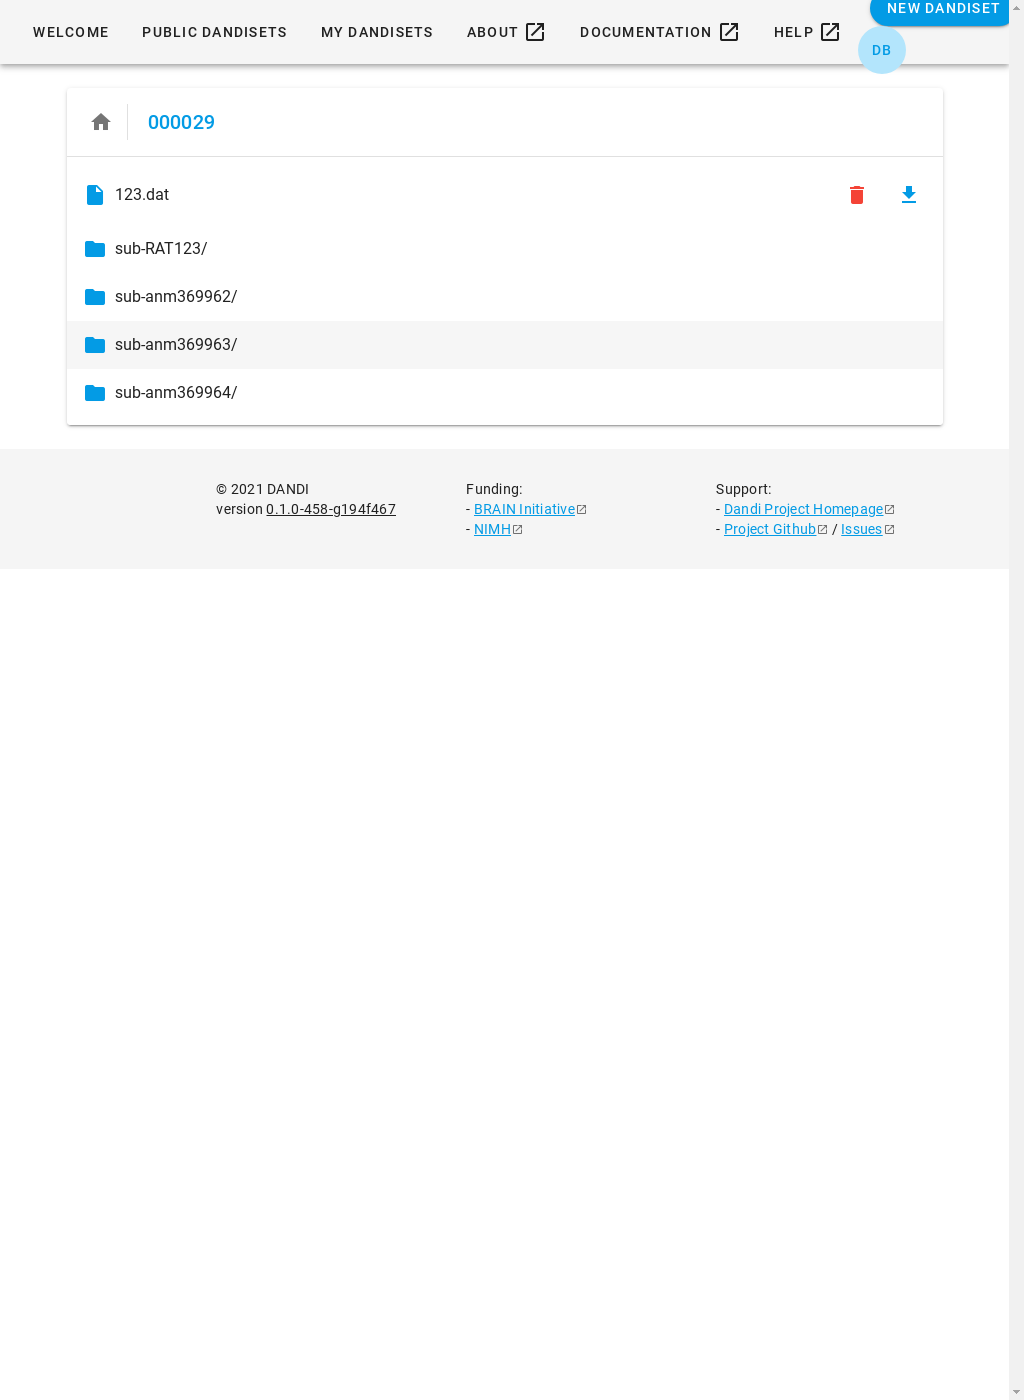 WELCOME PUBLIC DANDISETS MY DANDISETS ABOUT DOCUMENTATION HELP NEW DANDISET
DB
000029
123.dat
sub-RAT123/
sub-anm369962/
sub-anm369963/
sub-anm369964/
© 2021 DANDI
version 0.1.0-458-g194f467
Funding:
- BRAIN Initiative
- NIMH
Support:
- Dandi Project Homepage
- Project Github / Issues